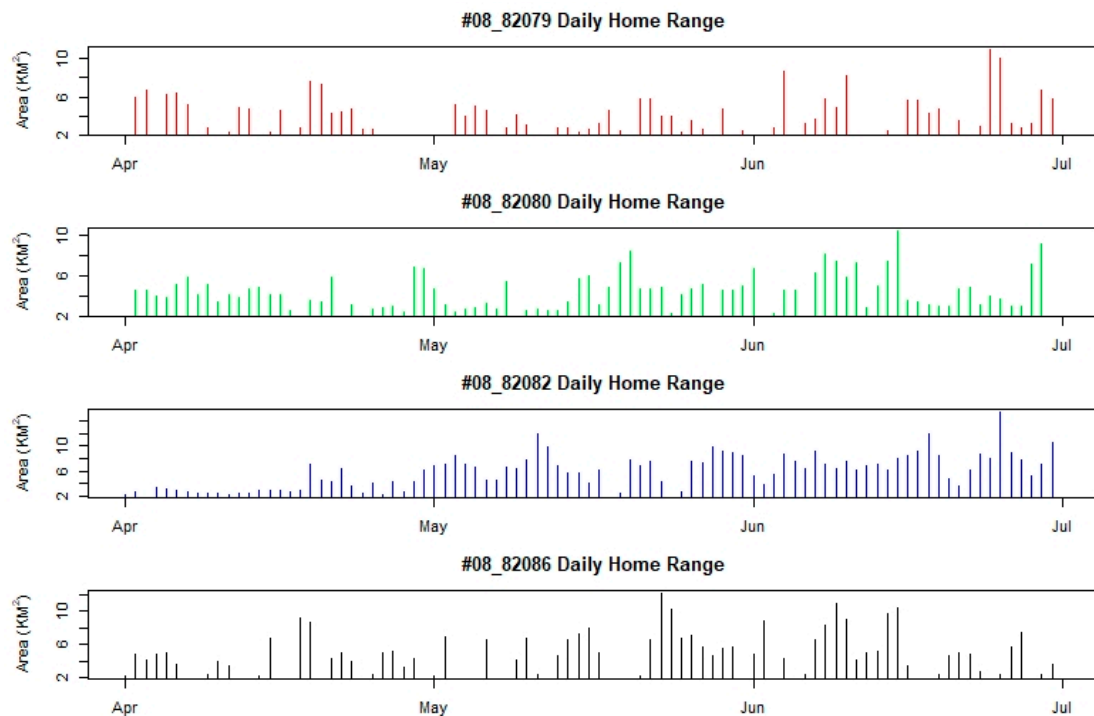 #08_82079 Daily Home Range
Area (KM²)
10
6
2
Apr May Jun Jul
#08_82080 Daily Home Range
Area (KM²)
10
6
2
Apr May Jun Jul
#08_82082 Daily Home Range
Area (KM²)
10
6
2
Apr May Jun Jul
#08_82086 Daily Home Range
Area (KM²)
10
6
2
Apr May Jun Jul